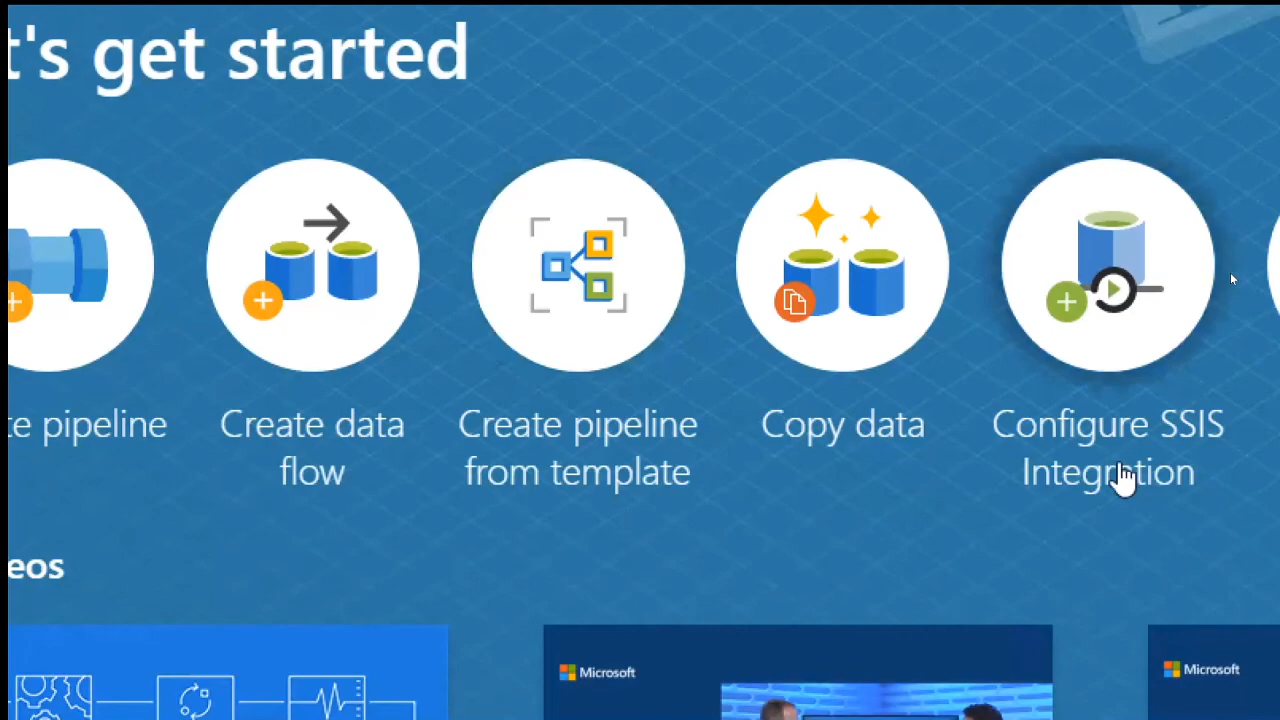 t's get started
te pipeline
Create data
flow
Create pipeline
from template
Copy data
Configure SSIS
Integration
eos
Microsoft
Microsoft